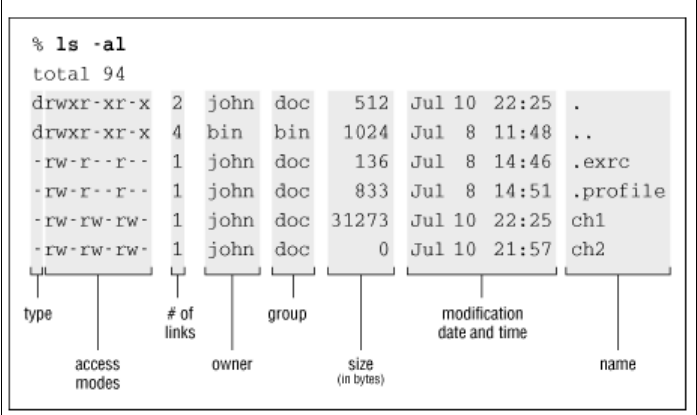 % ls -al
total 94
drwxr-xr-x 2 john doc 512 Jul 10 22:25 .
drwxr-xr-x 4 bin bin 1024 Jul 8 11:48 ..
-rw-r--r-- 1 john doc 136 Jul 8 14:46 .exrc
-rw-r--r-- 1 john doc 833 Jul 8 14:51 .profile
-rw-rw-rw- 1 john doc 31273 Jul 10 22:25 ch1
-rw-rw-rw- 1 john doc 0 Jul 10 21:57 ch2
type # of group modification
links date and time
access owner size name
modes (in bytes)